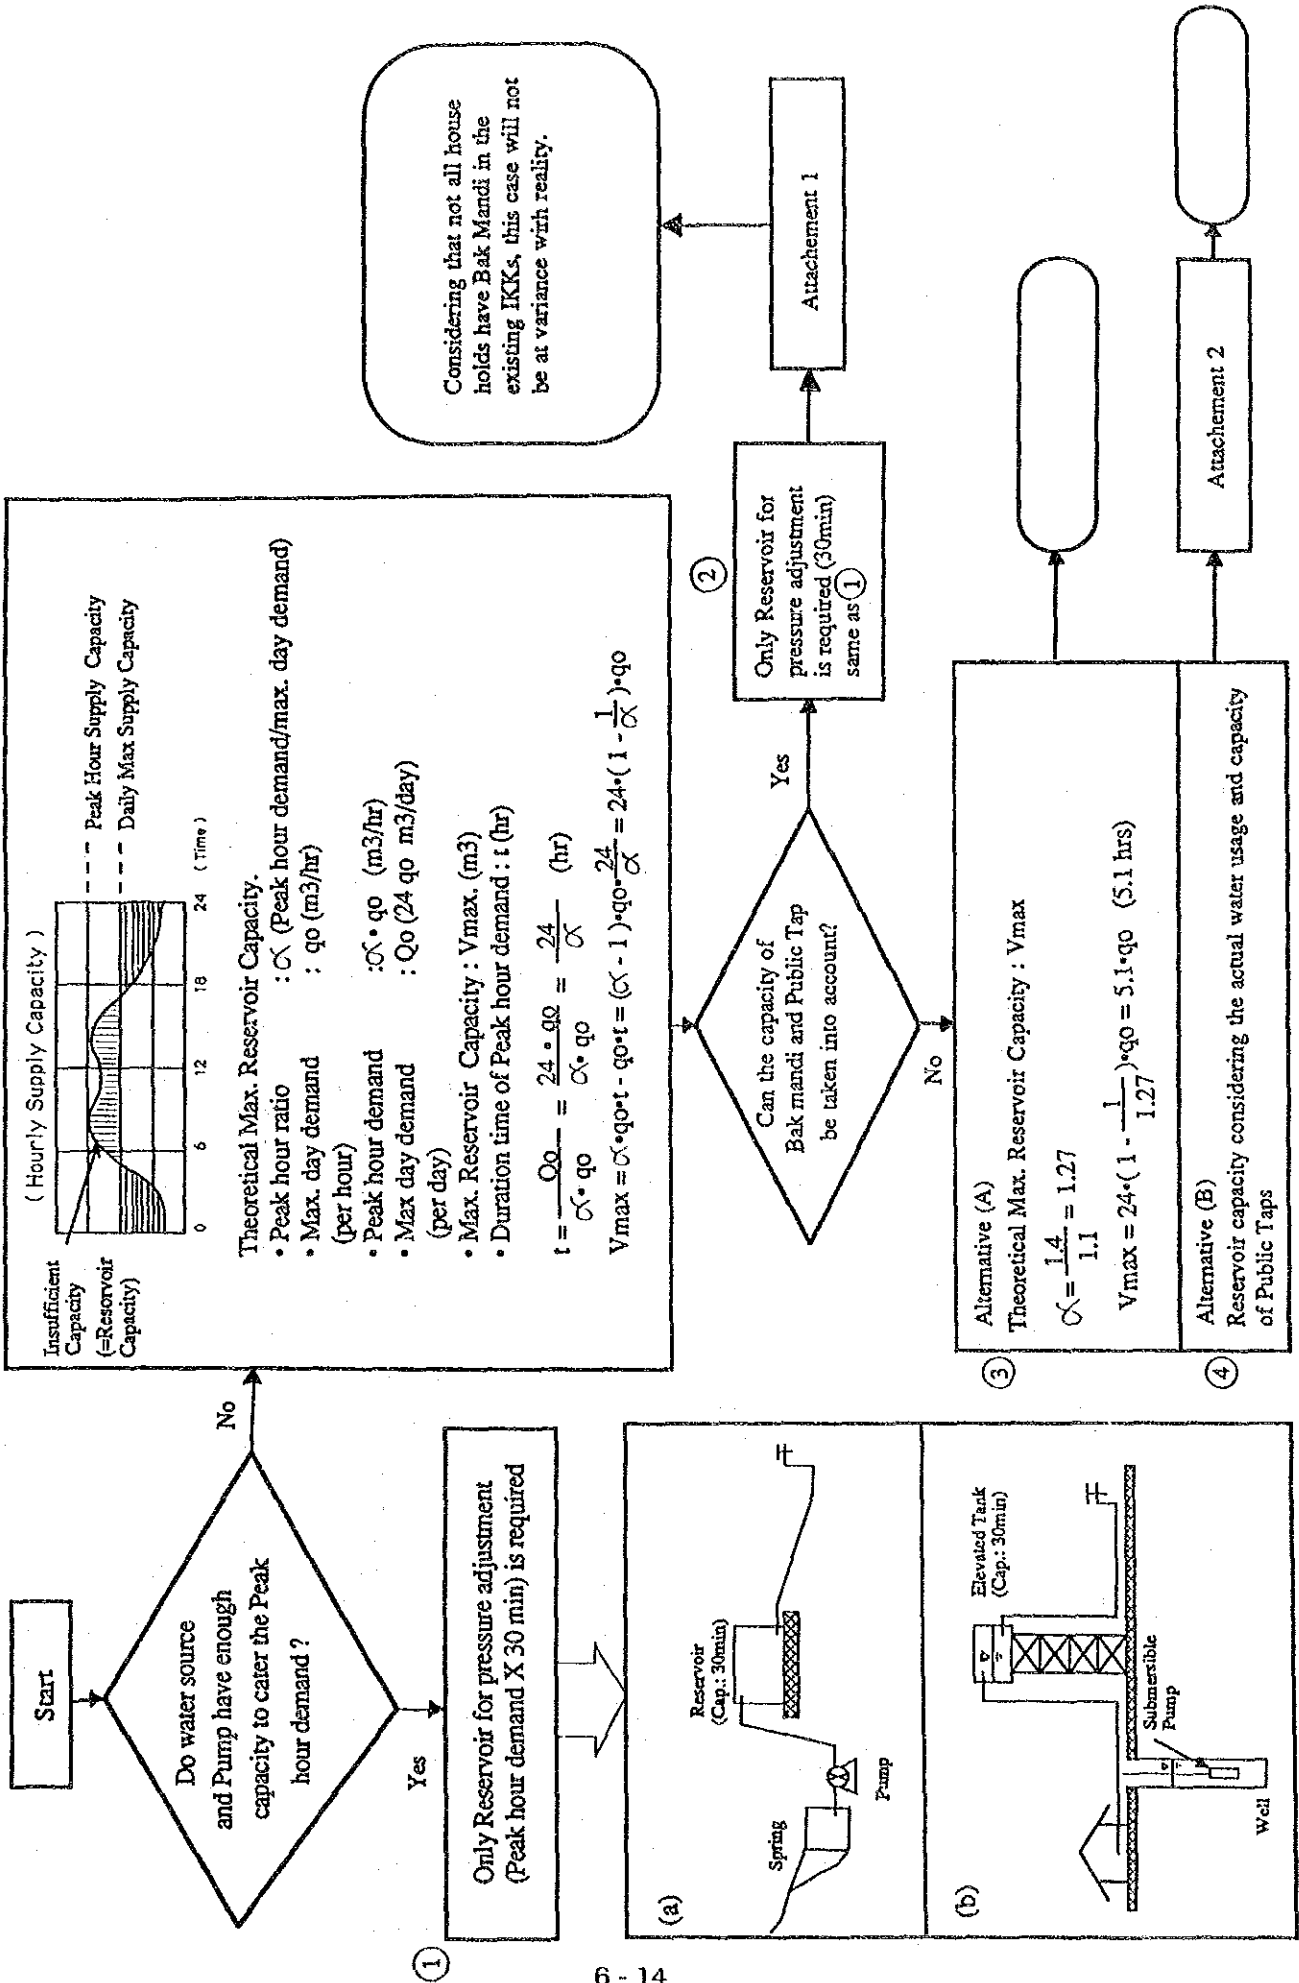 Start
Do water source
and Pump have enough
capacity to cater the Peak
hour demand ?
No
Yes
①
Only Reservoir for pressure adjustment
(Peak hour demand X 30 min) is required
(a)
Spring
Pump
Reservoir
(Cap.: 30min)
(b)
Well
Submersible
Pump
Elevated Tank
(Cap.: 30min)
( Hourly Supply Capacity )
Insufficient
Capacity
(=Resorvoir
Capacity)
Peak Hour Supply Capacity
Daily Max Supply Capacity
0 6 12 18 24 ( Time )
Theoretical Max. Reservoir Capacity.
• Peak hour ratio : α (Peak hour demand/max. day demand)
• Max. day demand : qo (m3/hr)
(per hour)
• Peak hour demand :α • qo (m3/hr)
• Max day demand : Qo (24 qo m3/day)
(per day)
• Max. Reservoir Capacity : Vmax. (m3)
• Duration time of Peak hour demand : t (hr)
t = Qo / α • qo = 24 • qo / α • qo = 24 / α (hr)
Vmax = α•qo•t - qo•t = (α - 1)•qo•24/α = 24•( 1 - 1/α )•qo
Can the capacity of
Bak mandi and Public Tap
be taken into account?
Yes
No
②
Only Reservoir for
pressure adjustment
is required (30min)
same as ①
Attachement 1
Considering that not all house
holds have Bak Mandi in the
existing IKKs, this case will not
be at variance wirh reality.
③
Alternative (A)
Theoretical Max. Reservoir Capacity : Vmax
α = 1.4 / 1.1 = 1.27
Vmax = 24•( 1 - 1/1.27 )•qo = 5.1•qo (5.1 hrs)
④
Alternative (B)
Reservoir capacity considering the actual water usage and capacity
of Public Taps
Attachement 2
6 - 14